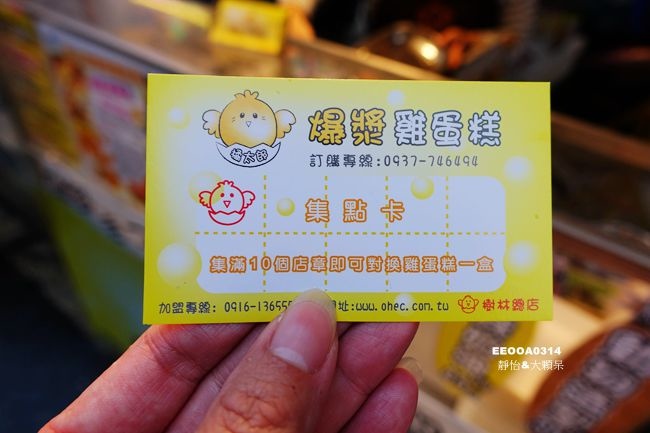 爆漿雞蛋糕
訂購專線:0937-746494
集點卡
集滿10個店章即可對換雞蛋糕一盒
加盟專線: 0916-13655 址:www.ohec.com.tw 樹林總店
EEOOA0314
靜怡&大顆呆